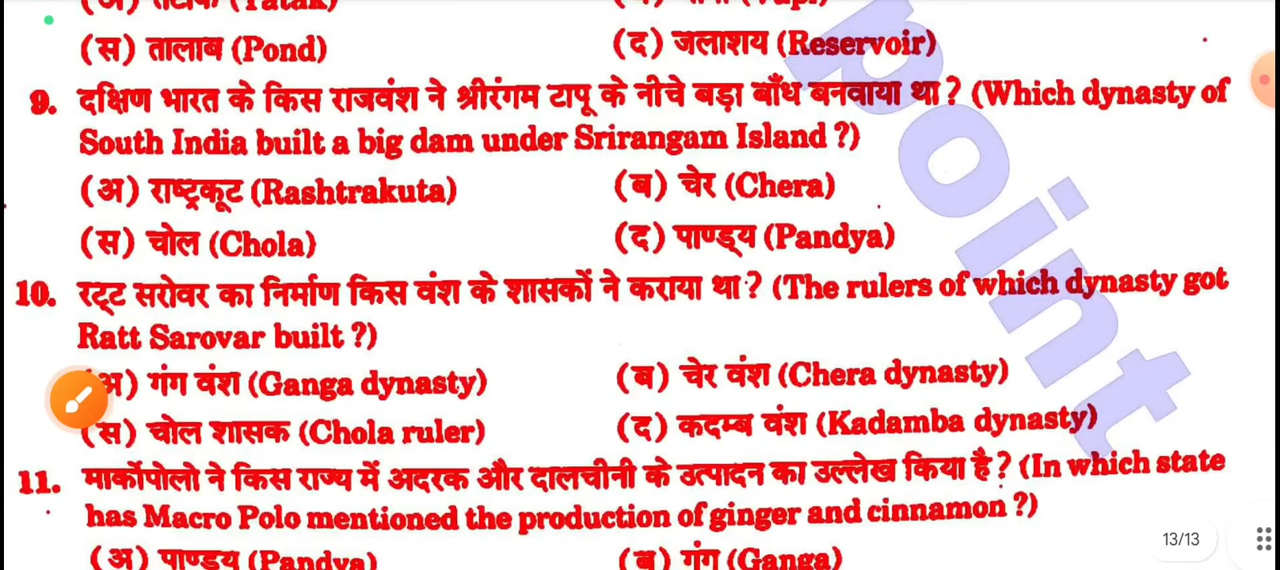 (अ) तटाक (Tatak)
(स) तालाब (Pond) (द) जलाशय (Reservoir)
9. दक्षिण भारत के किस राजवंश ने श्रीरंगम टापू के नीचे बड़ा बाँध बनवाया था? (Which dynasty of
South India built a big dam under Srirangam Island ?)
(अ) राष्ट्रकूट (Rashtrakuta) (ब) चेर (Chera)
(स) चोल (Chola) (द) पाण्ड्य (Pandya)
10. रट्ट सरोवर का निर्माण किस वंश के शासकों ने कराया था? (The rulers of which dynasty got
Ratt Sarovar built ?)
अ) गंग वंश (Ganga dynasty) (ब) चेर वंश (Chera dynasty)
(स) चोल शासक (Chola ruler) (द) कदम्ब वंश (Kadamba dynasty)
11. मार्कोपोलो ने किस राज्य में अदरक और दालचीनी के उत्पादन का उल्लेख किया है? (In which state
has Macro Polo mentioned the production of ginger and cinnamon ?)
(अ) पाण्ड्य (Pandya) (ब) गंग (Ganga)
point
13/13